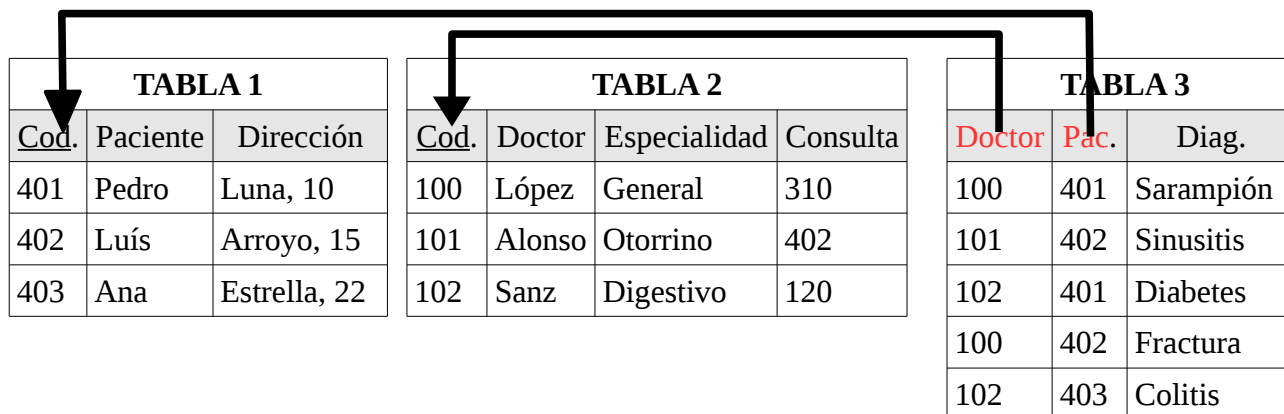 TABLA 1 TABLA 2 TABLA 3
Cod. Paciente Dirección Cod. Doctor Especialidad Consulta Doctor Pac. Diag.
401 Pedro Luna, 10 100 López General 310 100 401 Sarampión
402 Luís Arroyo, 15 101 Alonso Otorrino 402 101 402 Sinusitis
403 Ana Estrella, 22 102 Sanz Digestivo 120 102 401 Diabetes
100 402 Fractura
102 403 Colitis